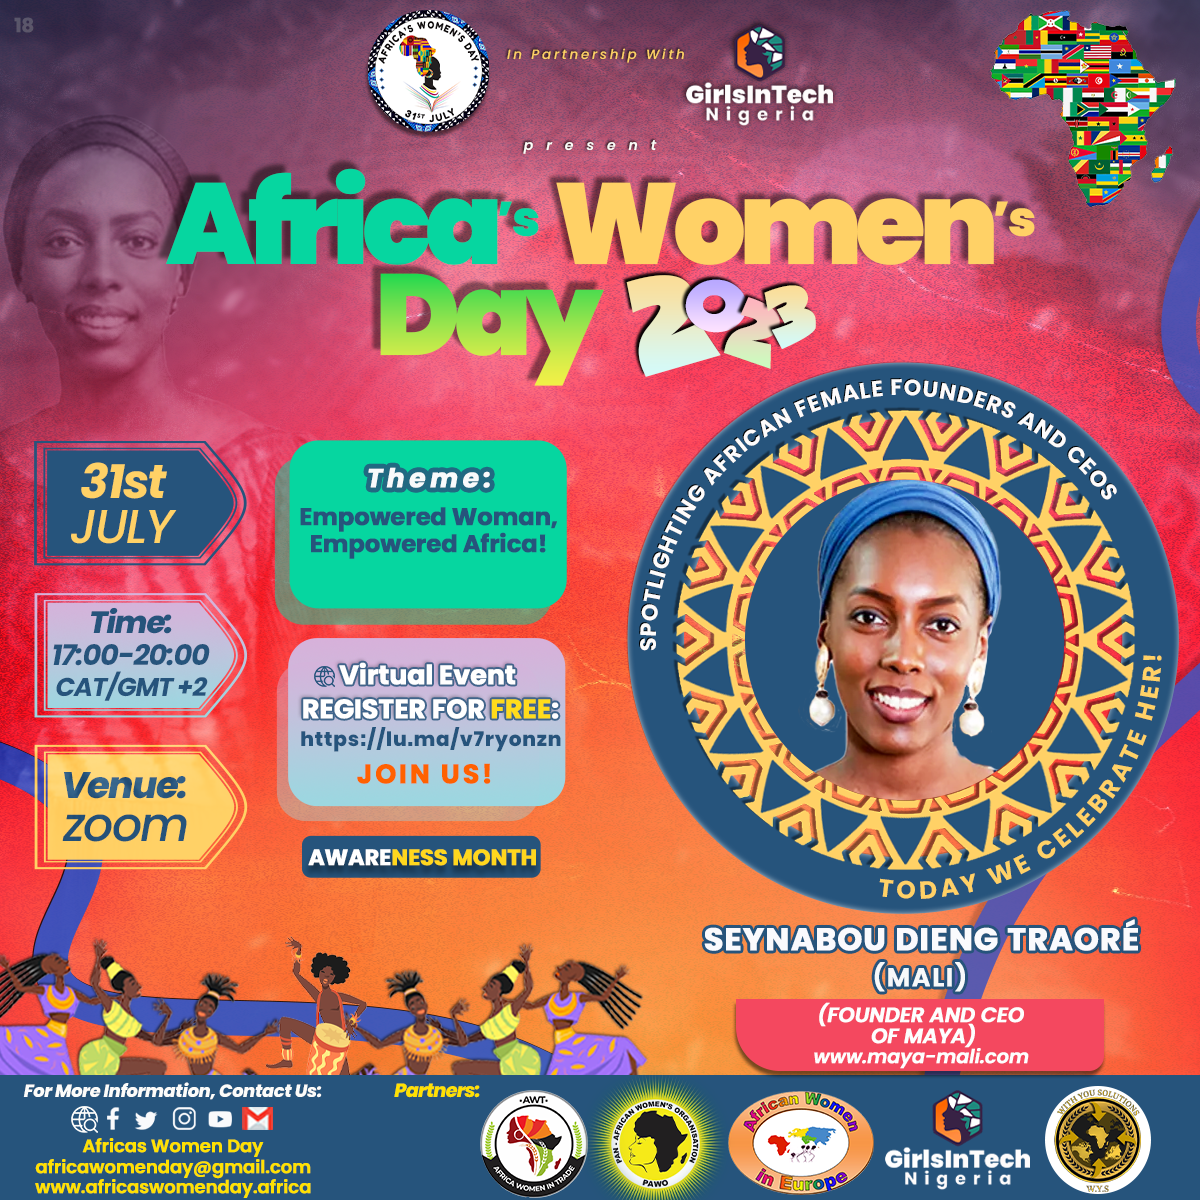 18
AFRICA'S WOMEN'S DAY
31ST JULY
In Partnership With
GirlsInTech
Nigeria
present
Africa's Women's
Day 2023
SPOTLIGHTING AFRICAN FEMALE FOUNDERS AND CEOS
TODAY WE CELEBRATE HER!
31st
JULY
Theme:
Empowered Woman,
Empowered Africa!
Time:
17:00-20:00
CAT/GMT +2
Virtual Event
REGISTER FOR FREE:
https://lu.ma/v7ryonzn
JOIN US!
Venue:
zoom
AWARENESS MONTH
SEYNABOU DIENG TRAORÉ
(MALI)
(FOUNDER AND CEO
OF MAYA)
www.maya-mali.com
For More Information, Contact Us:
Africas Women Day
africawomenday@gmail.com
www.africaswomenday.africa
Partners:
·AWT·
AFRICA WOMEN IN TRADE
PAN - AFRICAN WOMEN'S ORGANISATION
PAWO
African Women
in Europe
GirlsInTech
Nigeria
WITH YOU SOLUTIONS
W.Y.S